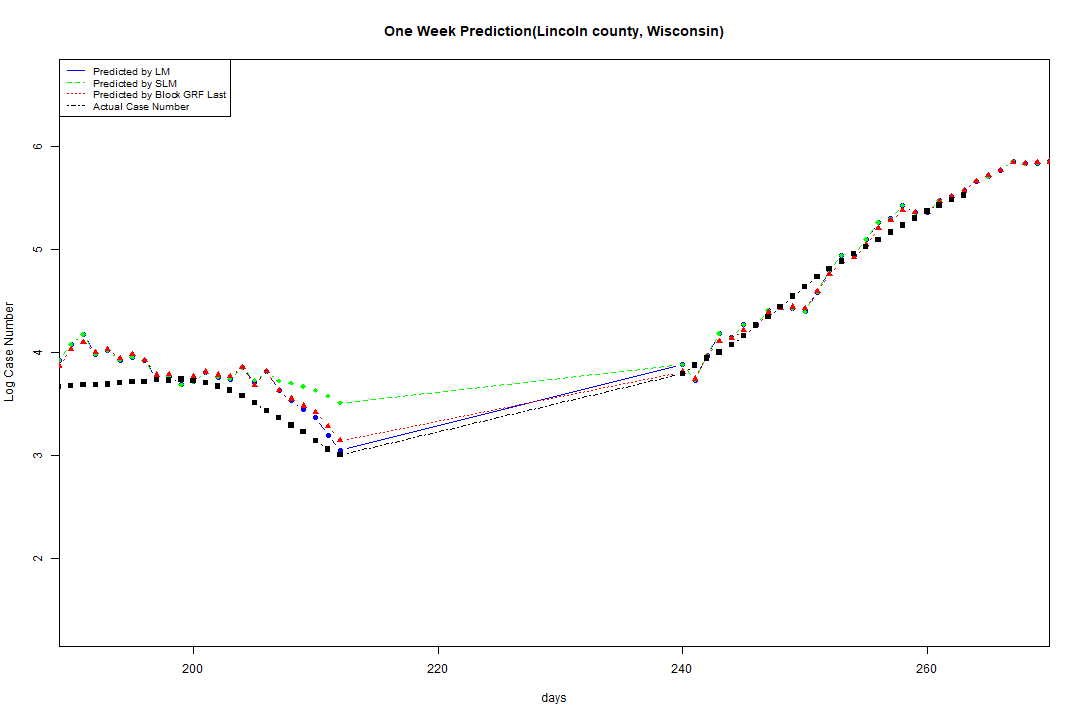 One Week Prediction(Lincoln county, Wisconsin)
Predicted by LM
Predicted by SLM
Predicted by Block GRF Last
Actual Case Number
6
5
4
3
2
Log Case Number
200 220 240 260
days